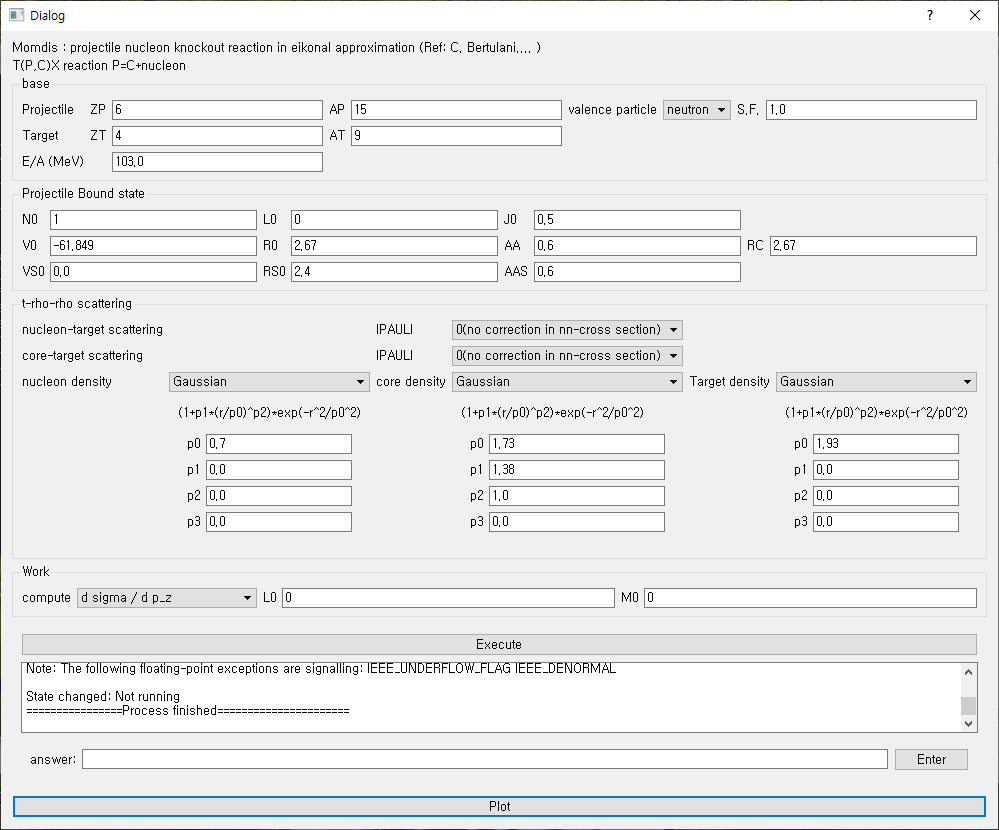 Dialog ?
Momdis : projectile nucleon knockout reaction in eikonal approximation (Ref: C. Bertulani.... )
T(P,C)X reaction P=C+nucleon
base
Projectile ZP 6 AP 15 valence particle neutron S.F. 1.0
Target ZT 4 AT 9
E/A (MeV) 103.0
Projectile Bound state
N0 1 L0 0 J0 0.5
V0 -61.849 R0 2.67 AA 0.6 RC 2.67
VS0 0.0 RS0 2.4 AAS 0.6
t-rho-rho scattering
nucleon-target scattering IPAULI 0(no correction in nn-cross section)
core-target scattering IPAULI 0(no correction in nn-cross section)
nucleon density Gaussian core density Gaussian Target density Gaussian
(1+p1*(r/p0)^p2)*exp(-r^2/p0^2) (1+p1*(r/p0)^p2)*exp(-r^2/p0^2) (1+p1*(r/p0)^p2)*exp(-r^2/p0^2)
p0 0.7 p0 1.73 p0 1.93
p1 0.0 p1 1.38 p1 0.0
p2 0.0 p2 1.0 p2 0.0
p3 0.0 p3 0.0 p3 0.0
Work
compute d sigma / d p_z L0 0 M0 0
Execute
Note: The following floating-point exceptions are signalling: IEEE_UNDERFLOW_FLAG IEEE_DENORMAL
State changed: Not running
================Process finished======================
answer: Enter
Plot